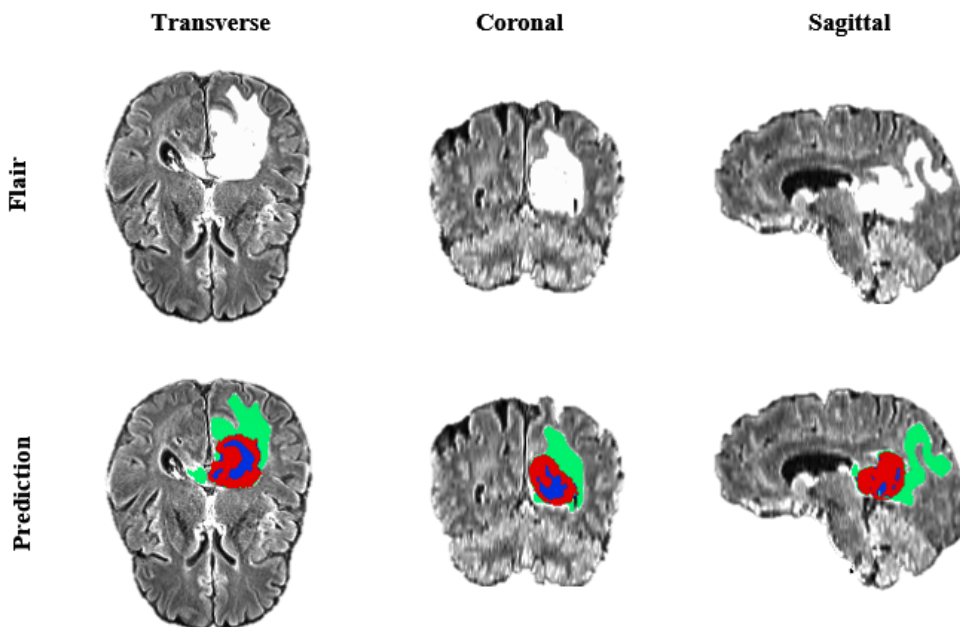 Transverse
Coronal
Sagittal
Flair
Prediction